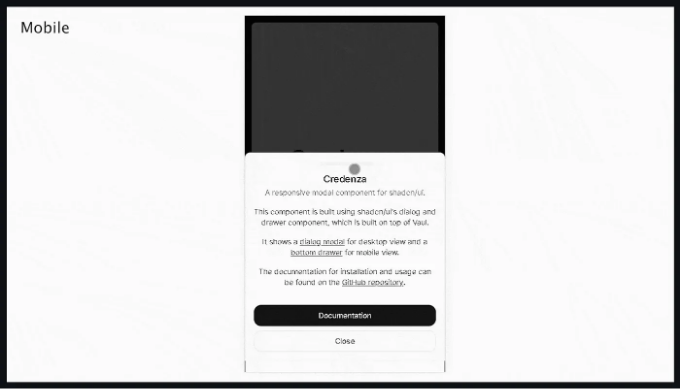 Mobile
Credenza
A responsive modal component for shadcn/ui.
This component is built using shadcn/ui's dialog and
drawer component, which is built on top of Vaul.
It shows a dialog modal for desktop view and a
bottom drawer for mobile view.
The documentation for installation and usage can
be found on the GitHub repository.
Documentation
Close